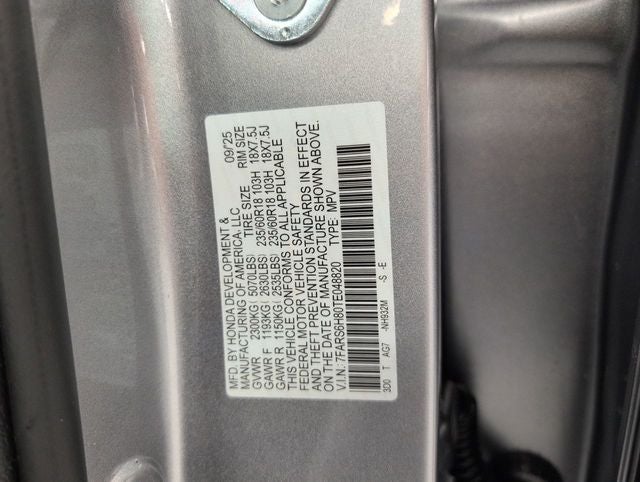 MFD. BY HONDA DEVELOPMENT & 09/25
MANUFACTURING OF AMERICA, LLC. TIRE SIZE RIM SIZE
GVWR 2300KG( 5070LBS) 235/60R18 103H 18X7.5J
GAWR F 1193KG( 2630LBS) 235/60R18 103H 18X7.5J
GAWR R 1150KG( 2535LBS)
THIS VEHICLE CONFORMS TO ALL APPLICABLE
FEDERAL MOTOR VEHICLE SAFETY
AND THEFT PREVENTION STANDARDS IN EFFECT
ON THE DATE OF MANUFACTURE SHOWN ABOVE.
V.I.N: 7FARS6H80TE048820 TYPE: MPV
3D0 T AG7 -NH932M -S -E